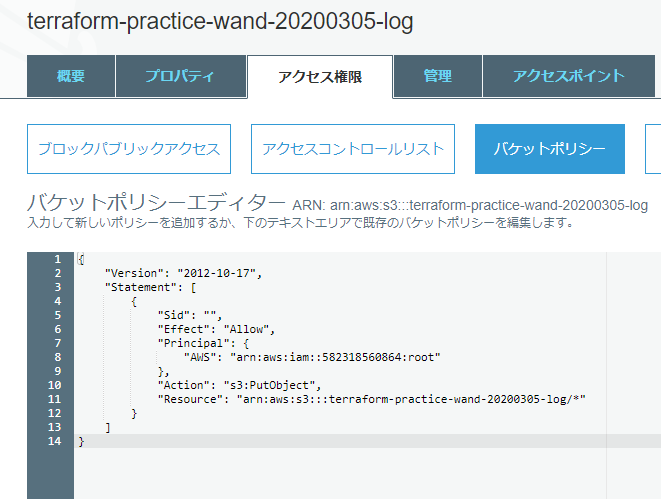 terraform-practice-wand-20200305-log
概要 プロパティ アクセス権限 管理 アクセスポイント
ブロックパブリックアクセス アクセスコントロールリスト バケットポリシー
バケットポリシーエディター ARN: arn:aws:s3:::terraform-practice-wand-20200305-log
入力して新しいポリシーを追加するか、下のテキストエリアで既存のバケットポリシーを編集します。
1 {
2 "Version": "2012-10-17",
3 "Statement": [
4 {
5 "Sid": "",
6 "Effect": "Allow",
7 "Principal": {
8 "AWS": "arn:aws:iam::582318560864:root"
9 },
10 "Action": "s3:PutObject",
11 "Resource": "arn:aws:s3:::terraform-practice-wand-20200305-log/*"
12 }
13 ]
14 }